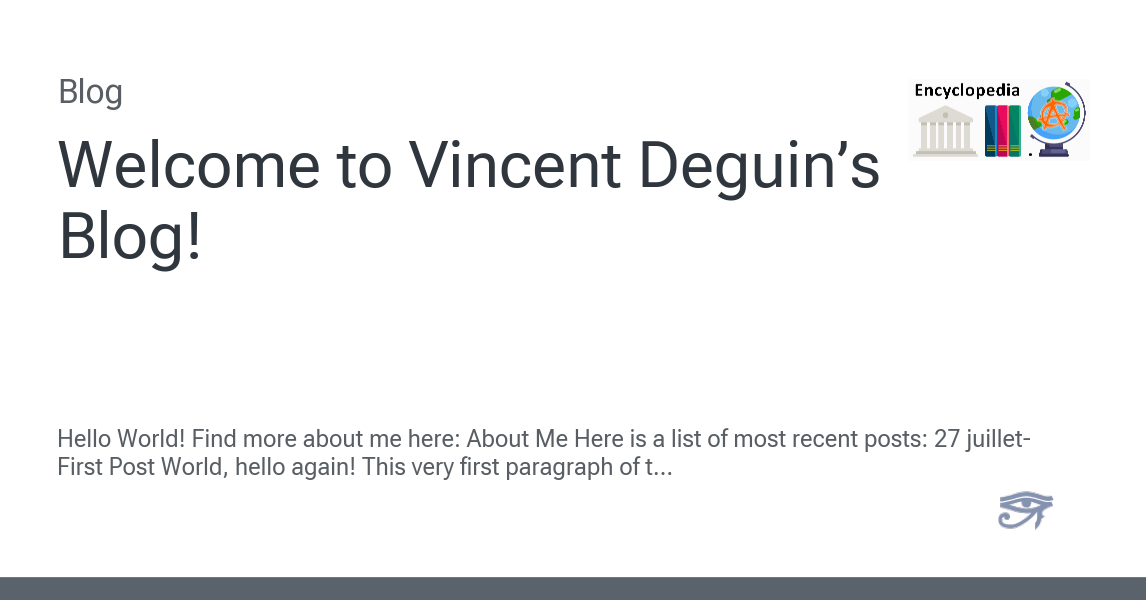 Blog
Encyclopedia
Welcome to Vincent Deguin’s
Blog!
Hello World! Find more about me here: About Me Here is a list of most recent posts: 27 juillet-
First Post World, hello again! This very first paragraph of t...